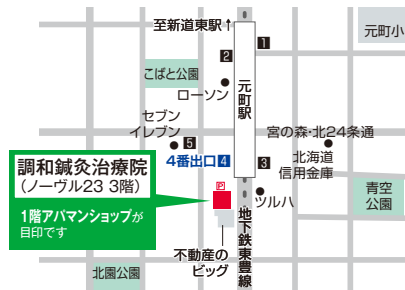 至新道東駅↑
元町小
1
2
こばと公園
ローソン
元町駅
セブン
イレブン
5
4番出口 4
3
宮の森・北24条通
北海道
信用金庫
調和鍼灸治療院
(ノーヴル23 3階)
1階アパマンショップが
目印です
P
ツルハ
青空
公園
不動産の
ビッグ
地下鉄東豊線
北園公園